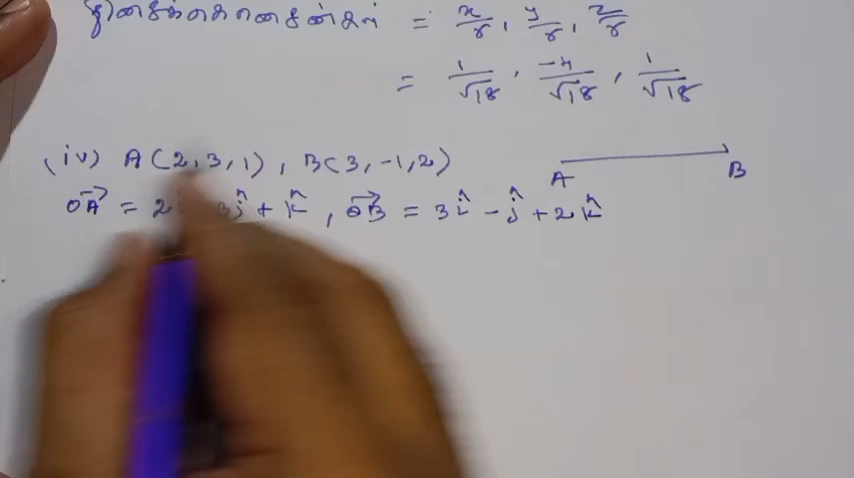 திசைக்கொசைன்கள் = x/r, y/r, z/r
= 1/√18, -4/√18, 1/√18
(iv) A(2,3,1), B(3,-1,2)
A B
OA⃗ = 2 3ĵ + k̂, OB⃗ = 3î - ĵ + 2k̂